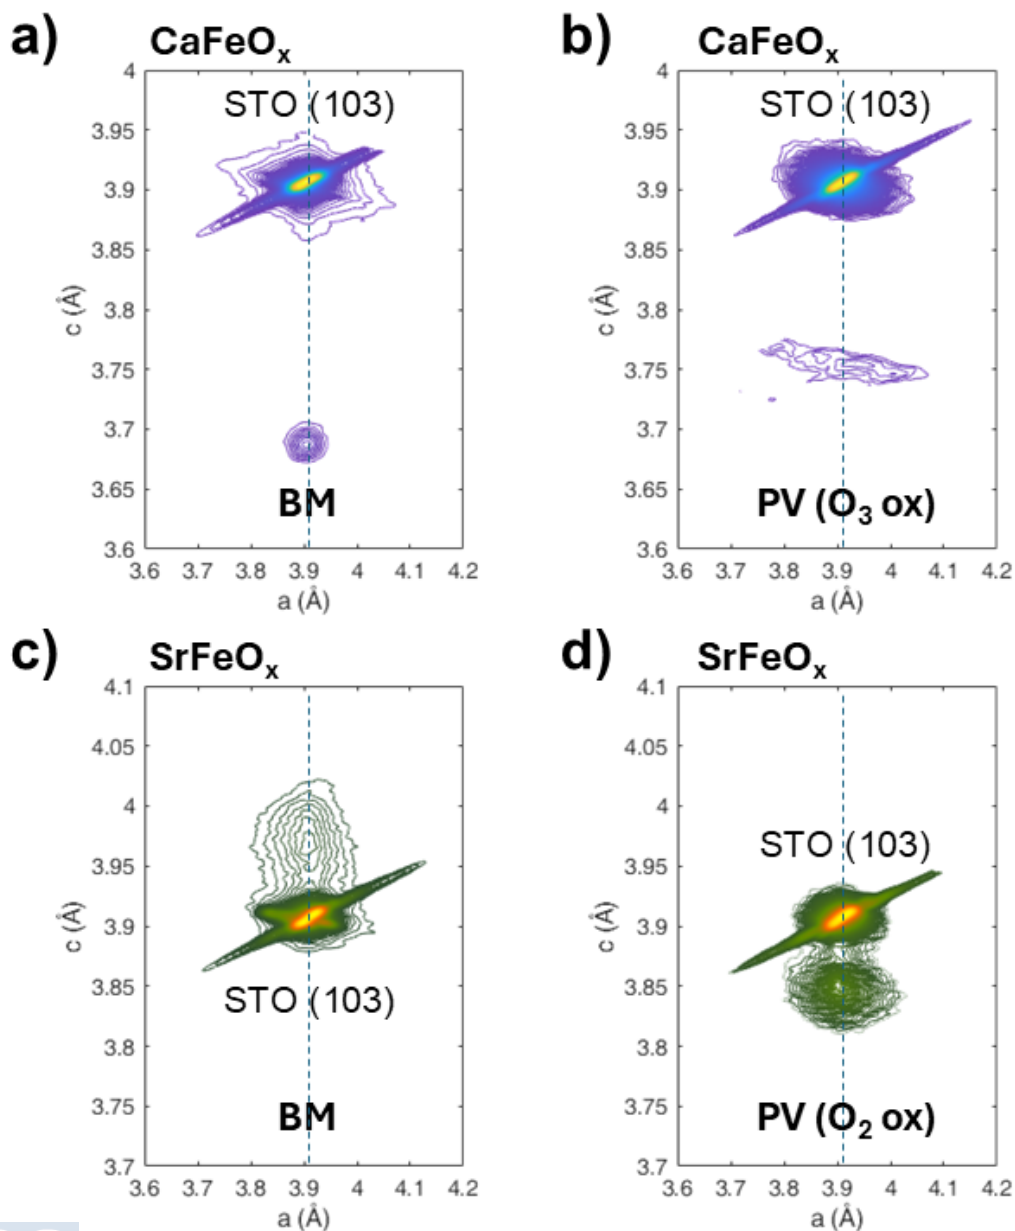 a) CaFeOₓ
4
3.95
3.9
3.85
3.8
3.75
3.7
3.65
3.6
c (Å)
STO (103)
BM
3.6 3.7 3.8 3.9 4 4.1 4.2
a (Å)
b) CaFeOₓ
4
3.95
3.9
3.85
3.8
3.75
3.7
3.65
3.6
c (Å)
STO (103)
PV (O₃ ox)
3.6 3.7 3.8 3.9 4 4.1 4.2
a (Å)
c) SrFeOₓ
4.1
4.05
4
3.95
3.9
3.85
3.8
3.75
3.7
c (Å)
STO (103)
BM
3.6 3.7 3.8 3.9 4 4.1 4.2
a (Å)
d) SrFeOₓ
4.1
4.05
4
3.95
3.9
3.85
3.8
3.75
3.7
c (Å)
STO (103)
PV (O₂ ox)
3.6 3.7 3.8 3.9 4 4.1 4.2
a (Å)